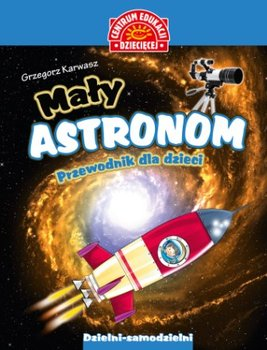 CENTRUM EDUKACJI
DZIECIĘCEJ
Grzegorz Karwasz
Mały
ASTRONOM
Przewodnik dla dzieci
Dzielni-samodzielni